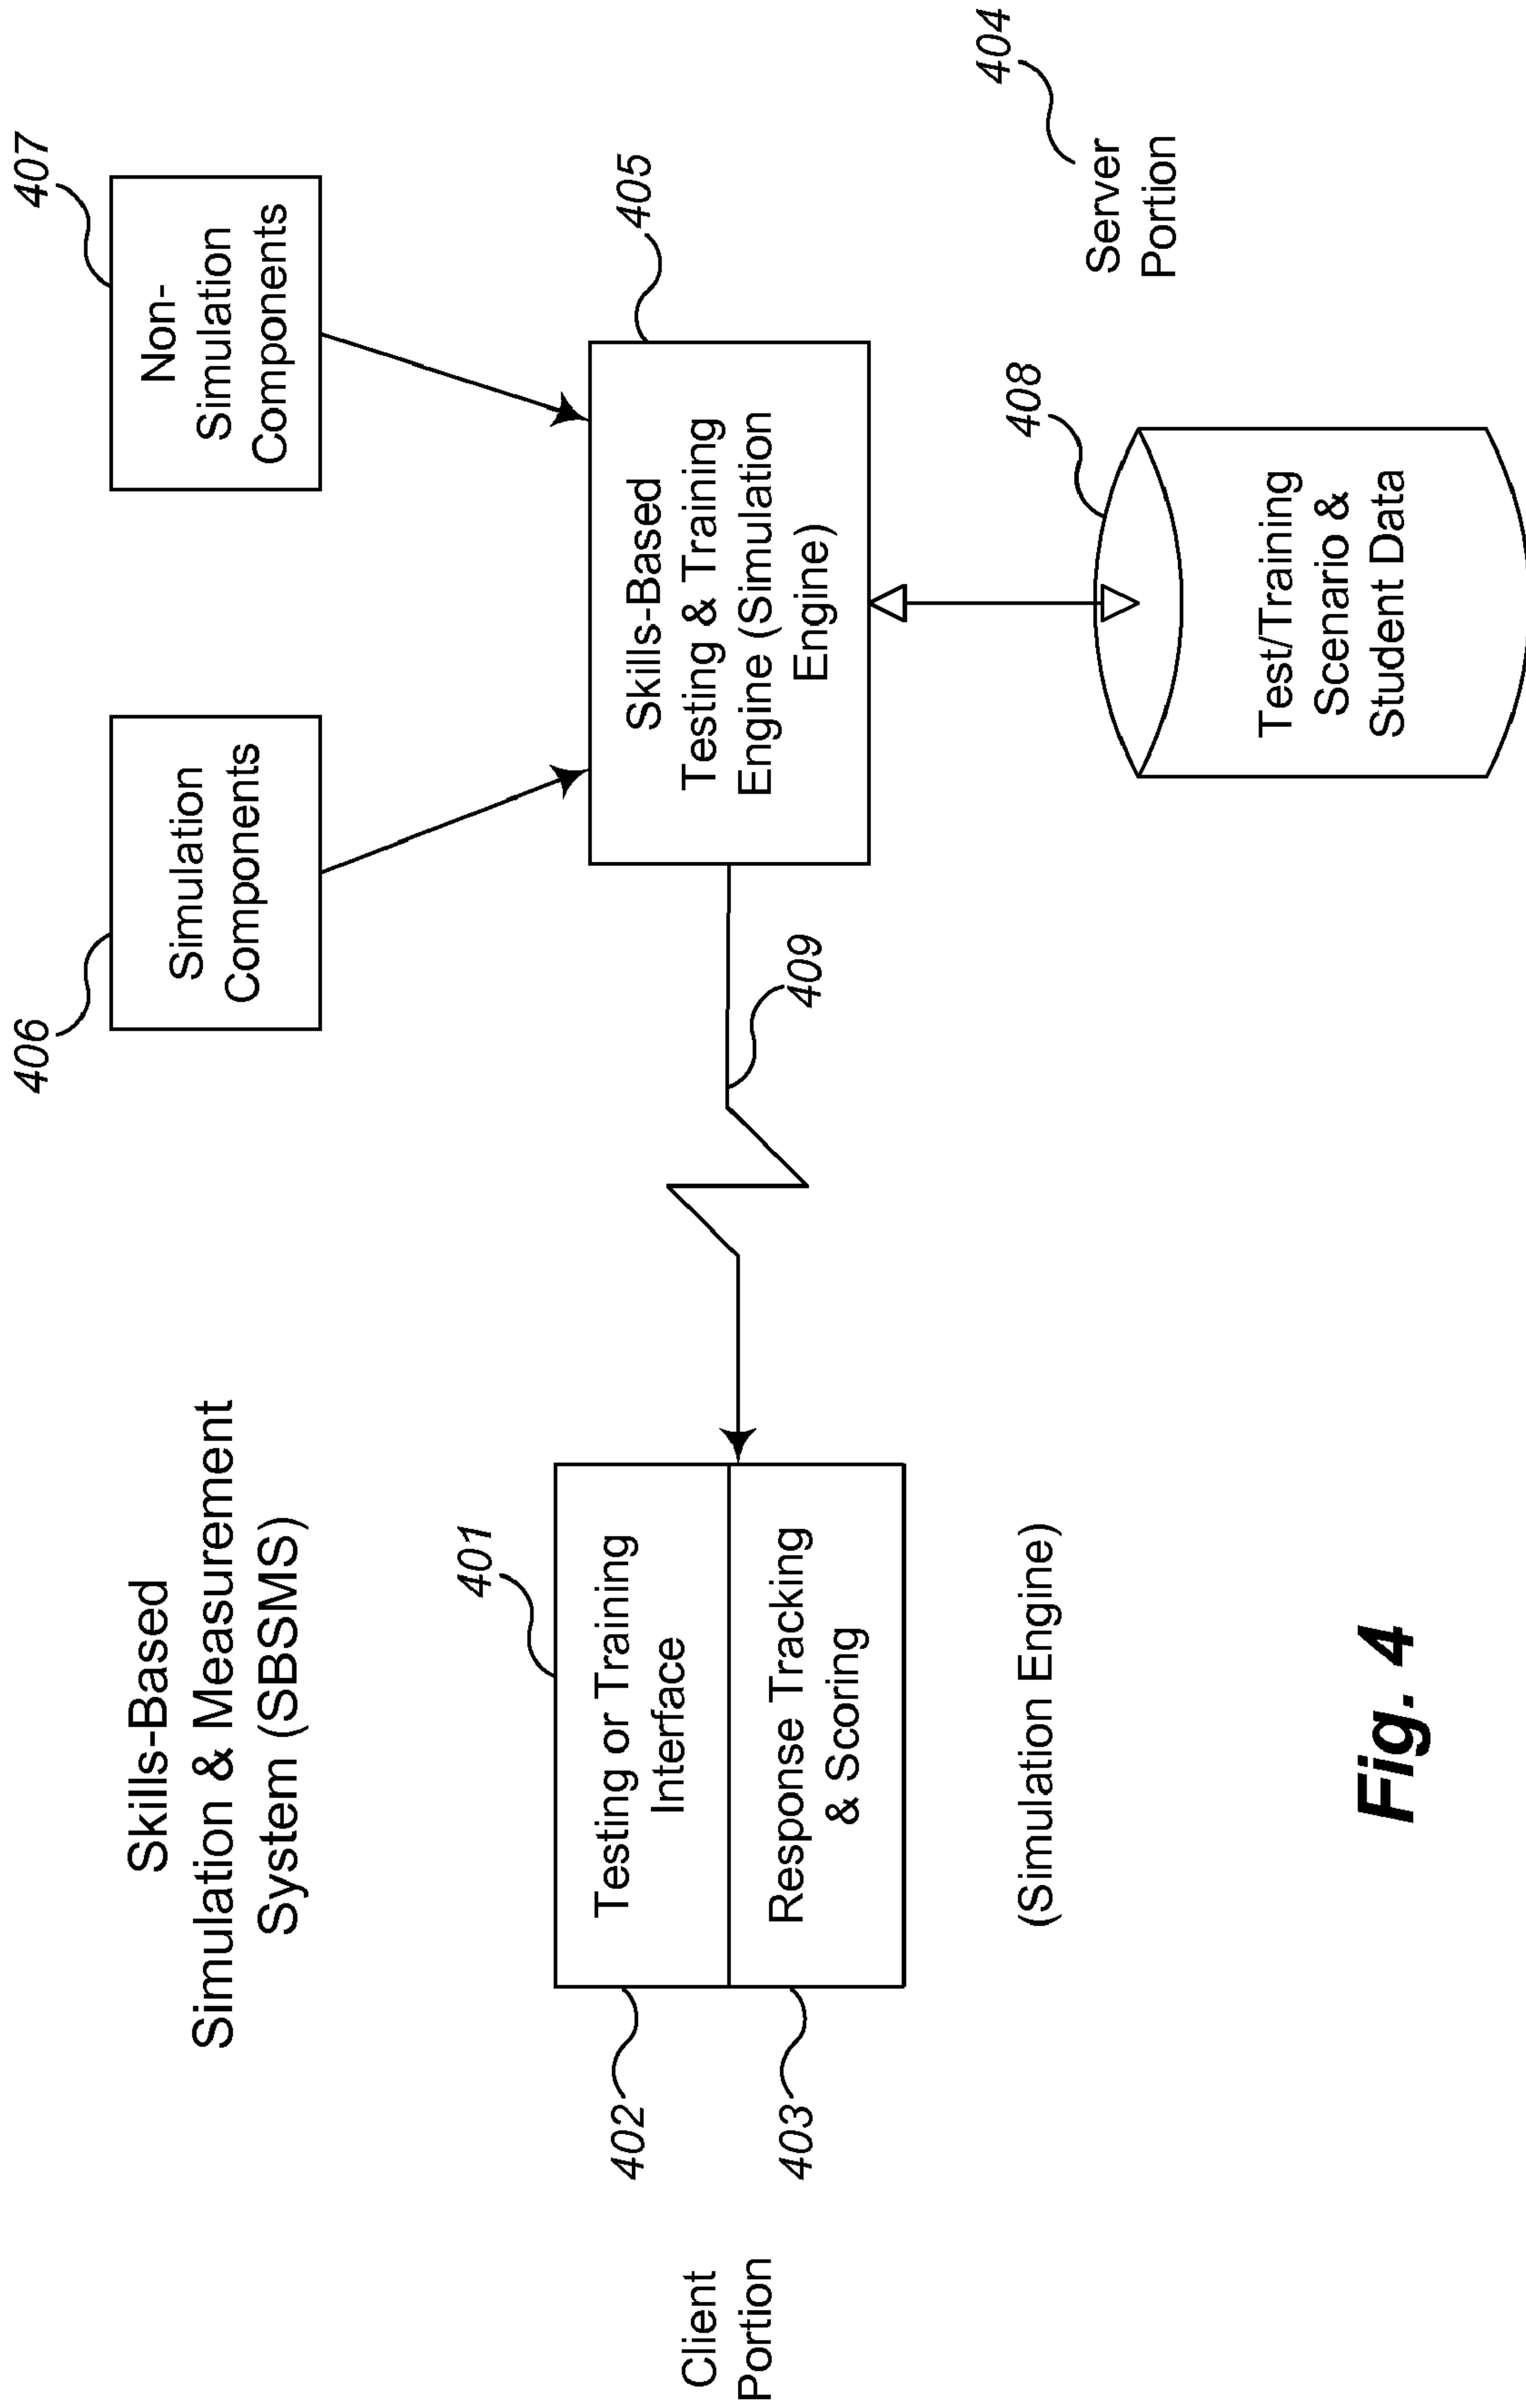 Skills-Based
Simulation & Measurement
System (SBSMS)
406
Simulation
Components
407
Non-
Simulation
Components
401
402
Testing or Training
Interface
403
Response Tracking
& Scoring
(Simulation Engine)
Client
Portion
409
405
Skills-Based
Testing & Training
Engine (Simulation
Engine)
408
Test/Training
Scenario &
Student Data
404
Server
Portion
Fig. 4